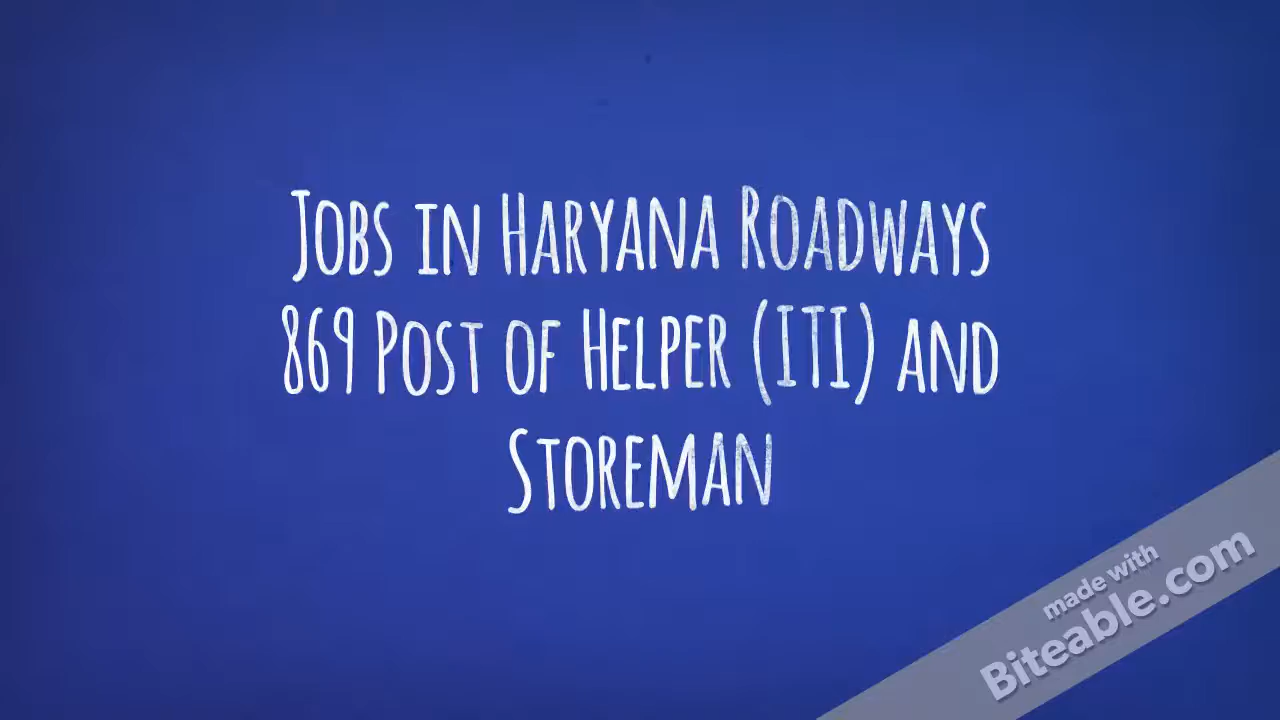 Jobs in Haryana Roadways
869 Post of Helper (ITI) and
Storeman
made with
Biteable.com